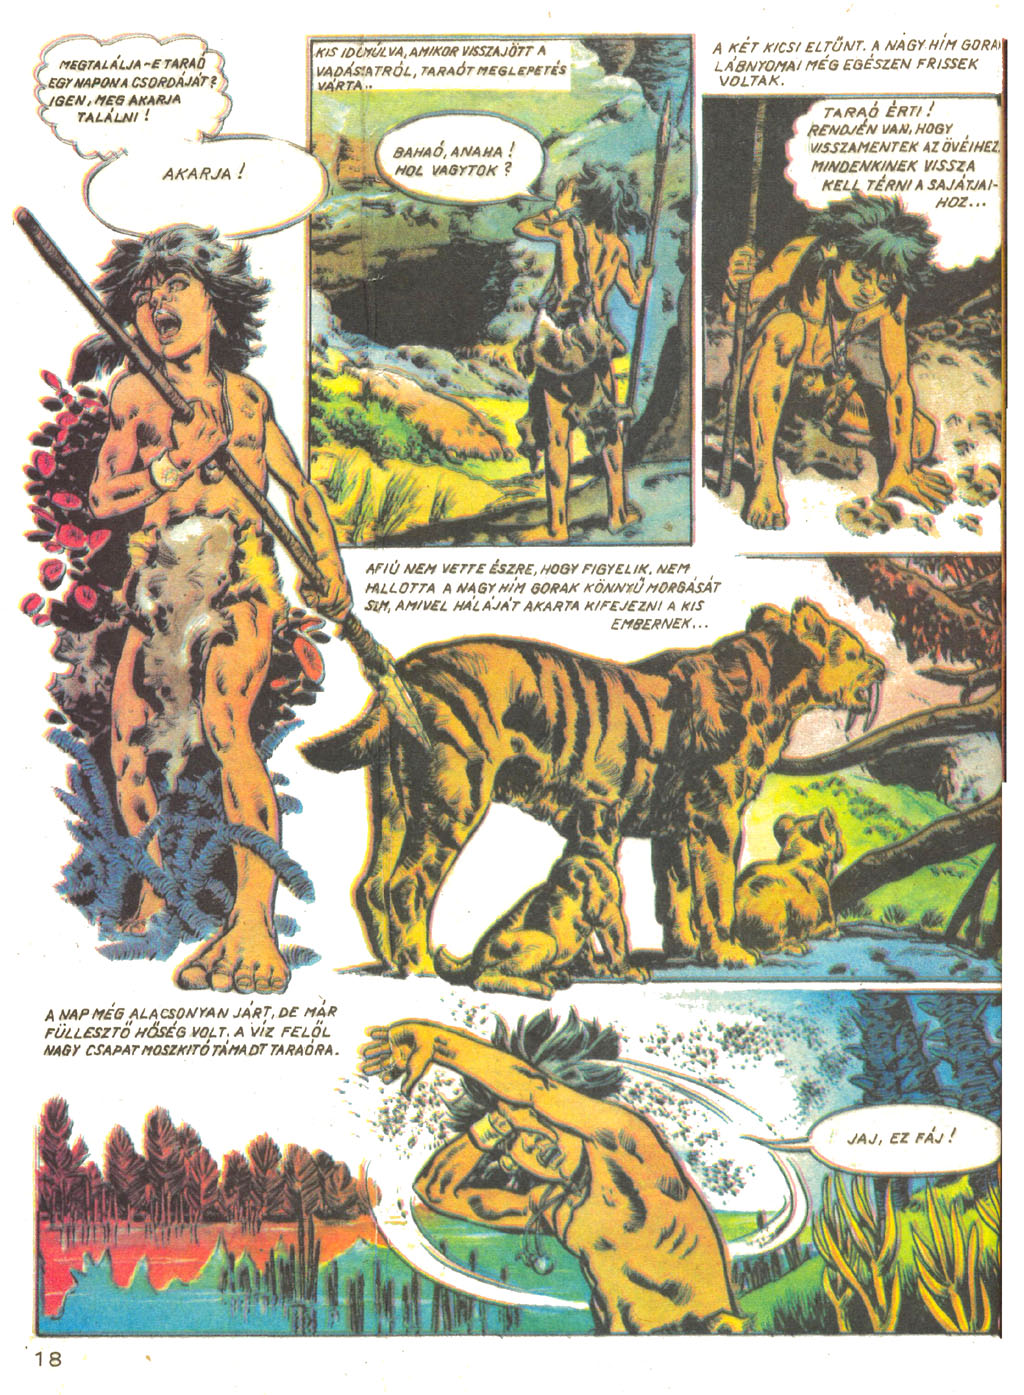 MEGTALÁLJA-E TARAÓ
EGY NAPON A CSORDÁJÁT?
IGEN, MEG AKARJA
TALÁLNI!
AKARJA!
KIS IDŐ MÚLVA, AMIKOR VISSZAJÖTT A
VADÁSZATRÓL, TARAÓT MEGLEPETÉS
VÁRTA..
BAHAÓ, ANAHA!
HOL VAGYTOK?
A KÉT KICSI ELTŰNT. A NAGY HÍM GORA
LÁBNYOMAI MÉG EGÉSZEN FRISSEK
VOLTAK.
TARAÓ ÉRTI!
RENDJÉN VAN, HOGY
VISSZAMENTEK AZ ÖVÉIHEZ.
MINDENKINEK VISSZA
KELL TÉRNI A SAJÁTJAI-
HOZ...
A FIÚ NEM VETTE ÉSZRE, HOGY FIGYELIK. NEM
HALLOTTA A NAGY HÍM GORAK KÖNNYŰ MORGÁSÁT
SEM, AMIVEL HÁLÁJÁT AKARTA KIFEJEZNI A KIS
EMBERNEK...
A NAP MÉG ALACSONYAN JÁRT, DE MÁR
FÜLLESZTŐ HŐSÉG VOLT. A VÍZ FELŐL
NAGY CSAPAT MOSZKITÓ TÁMADT TARAÓRA.
JAJ, EZ FÁJ!
18